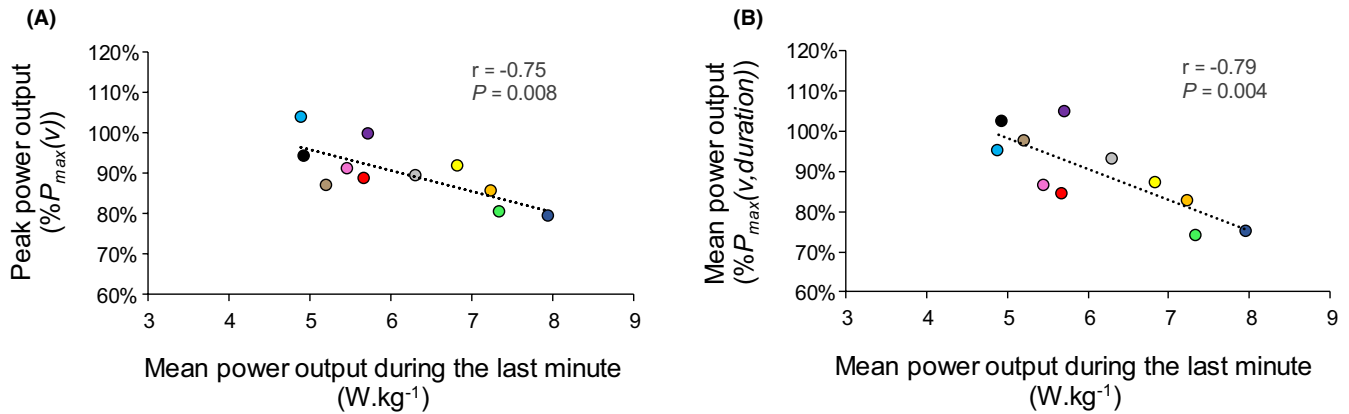 (A)
Peak power output
(%Pmax(v))
120%
110%
100%
90%
80%
70%
60%
r = -0.75
P = 0.008
3 4 5 6 7 8 9
Mean power output during the last minute
(W.kg-1)
(B)
Mean power output
(%Pmax(v,duration))
120%
110%
100%
90%
80%
70%
60%
r = -0.79
P = 0.004
3 4 5 6 7 8 9
Mean power output during the last minute
(W.kg-1)